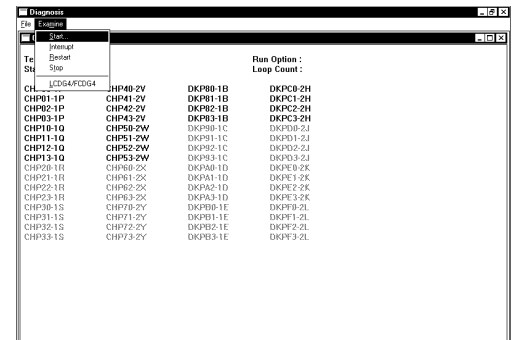 Diagnosis
File Examine
Start...
Interrupt
Restart
Stop
LCDG4/FCDG4
Run Option :
Loop Count :
CHP40-2V DKP80-1B DKPC0-2H
CHP01-1P CHP41-2V DKP81-1B DKPC1-2H
CHP02-1P CHP42-2V DKP82-1B DKPC2-2H
CHP03-1P CHP43-2V DKP83-1B DKPC3-2H
CHP10-1Q CHP50-2W DKP90-1C DKPD0-2J
CHP11-1Q CHP51-2W DKP91-1C DKPD1-2J
CHP12-1Q CHP52-2W DKP92-1C DKPD2-2J
CHP13-1Q CHP53-2W DKP93-1C DKPD3-2J
CHP20-1R CHP60-2X DKPA0-1D DKPE0-2K
CHP21-1R CHP61-2X DKPA1-1D DKPE1-2K
CHP22-1R CHP62-2X DKPA2-1D DKPE2-2K
CHP23-1R CHP63-2X DKPA3-1D DKPE3-2K
CHP30-1S CHP70-2Y DKPB0-1E DKPF0-2L
CHP31-1S CHP71-2Y DKPB1-1E DKPF1-2L
CHP32-1S CHP72-2Y DKPB2-1E DKPF2-2L
CHP33-1S CHP73-2Y DKPB3-1E DKPF3-2L